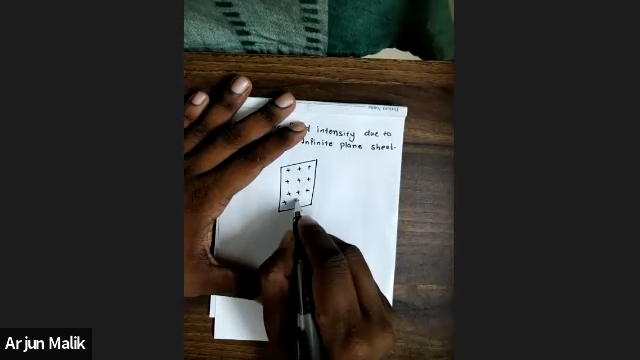 intensity due to
infinite plane sheet
Arjun Malik